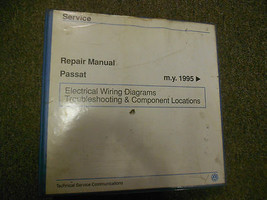 Service
Repair Manual
Passat
m.y. 1995 ►
Electrical Wiring Diagrams
Troubleshooting & Component Locations
Technical Service Communications